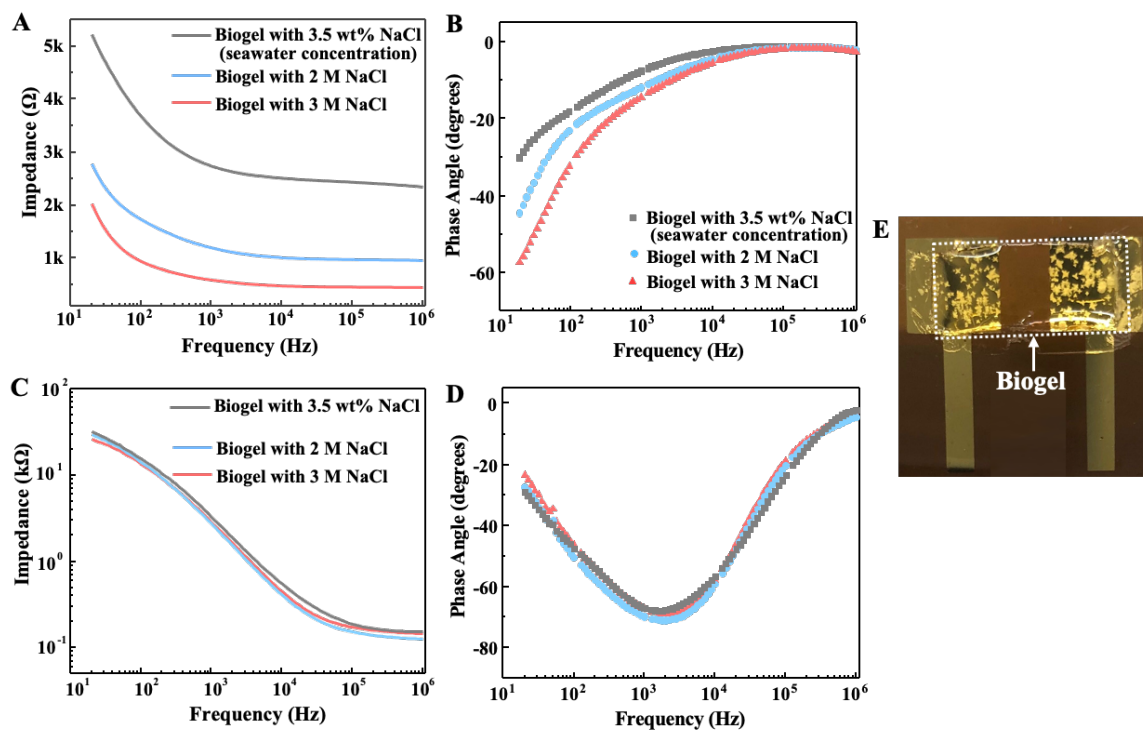 A
Impedance (Ω)
5k
4k
3k
2k
1k
Biogel with 3.5 wt% NaCl
(seawater concentration)
Biogel with 2 M NaCl
Biogel with 3 M NaCl
10¹ 10² 10³ 10⁴ 10⁵ 10⁶
Frequency (Hz)
B
Phase Angle (degrees)
0
-20
-40
-60
Biogel with 3.5 wt% NaCl
(seawater concentration)
Biogel with 2 M NaCl
Biogel with 3 M NaCl
10¹ 10² 10³ 10⁴ 10⁵ 10⁶
Frequency (Hz)
C
Impedance (kΩ)
10²
10¹
10⁰
10⁻¹
Biogel with 3.5 wt% NaCl
Biogel with 2 M NaCl
Biogel with 3 M NaCl
10¹ 10² 10³ 10⁴ 10⁵ 10⁶
Frequency (Hz)
D
Phase Angle (degrees)
0
-20
-40
-60
-80
10¹ 10² 10³ 10⁴ 10⁵ 10⁶
Frequency (Hz)
E
Biogel